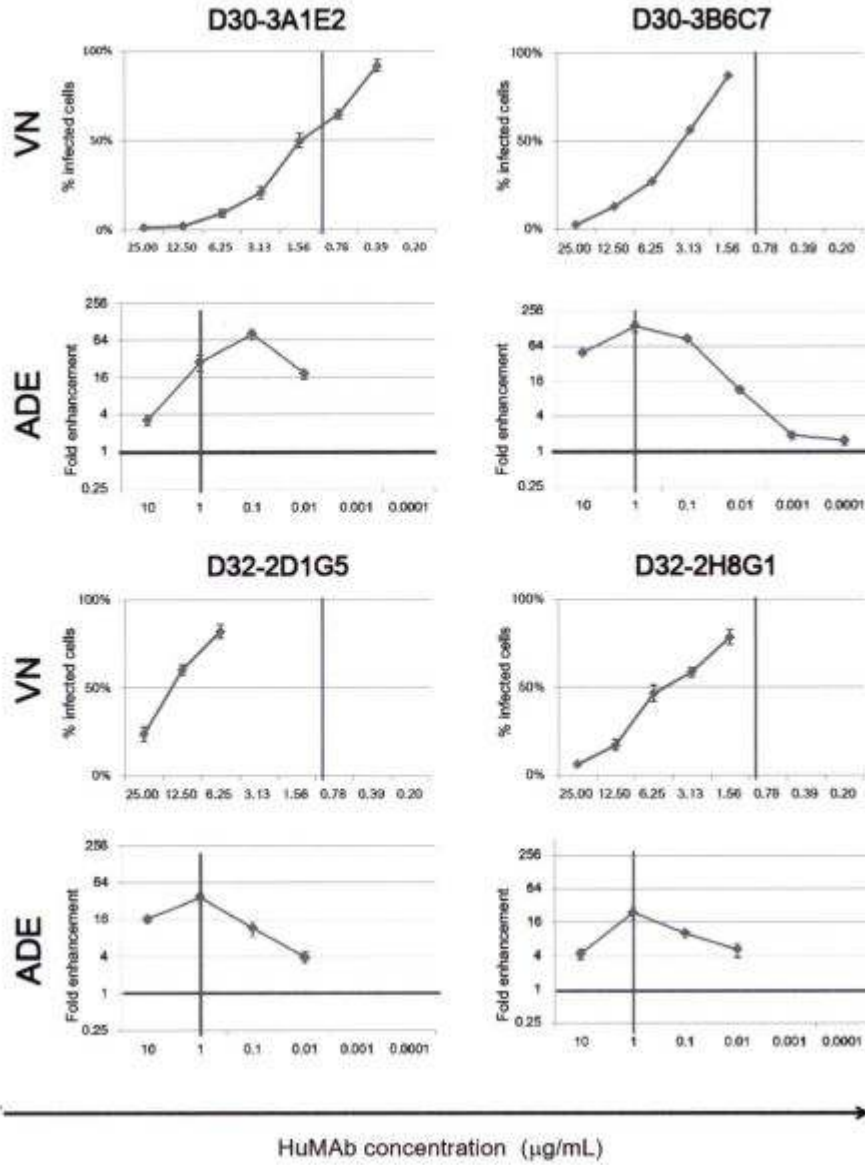 D30-3A1E2 D30-3B6C7
VN
% infected cells
100%
50%
0%
25.00 12.50 6.25 3.13 1.56 0.78 0.39 0.20
% infected cells
100%
50%
0%
25.00 12.50 6.25 3.13 1.56 0.78 0.39 0.20
ADE
Fold enhancement
256
64
16
4
1
0.25
10 1 0.1 0.01 0.001 0.0001
Fold enhancement
256
64
16
4
1
0.25
10 1 0.1 0.01 0.001 0.0001
D32-2D1G5 D32-2H8G1
VN
% infected cells
100%
50%
0%
25.00 12.50 6.25 3.13 1.56 0.78 0.39 0.20
% infected cells
100%
50%
0%
25.00 12.50 6.25 3.13 1.56 0.78 0.39 0.20
ADE
Fold enhancement
256
64
16
4
1
0.25
10 1 0.1 0.01 0.001 0.0001
Fold enhancement
256
64
16
4
1
0.25
10 1 0.1 0.01 0.001 0.0001
HuMAb concentration (μg/mL)